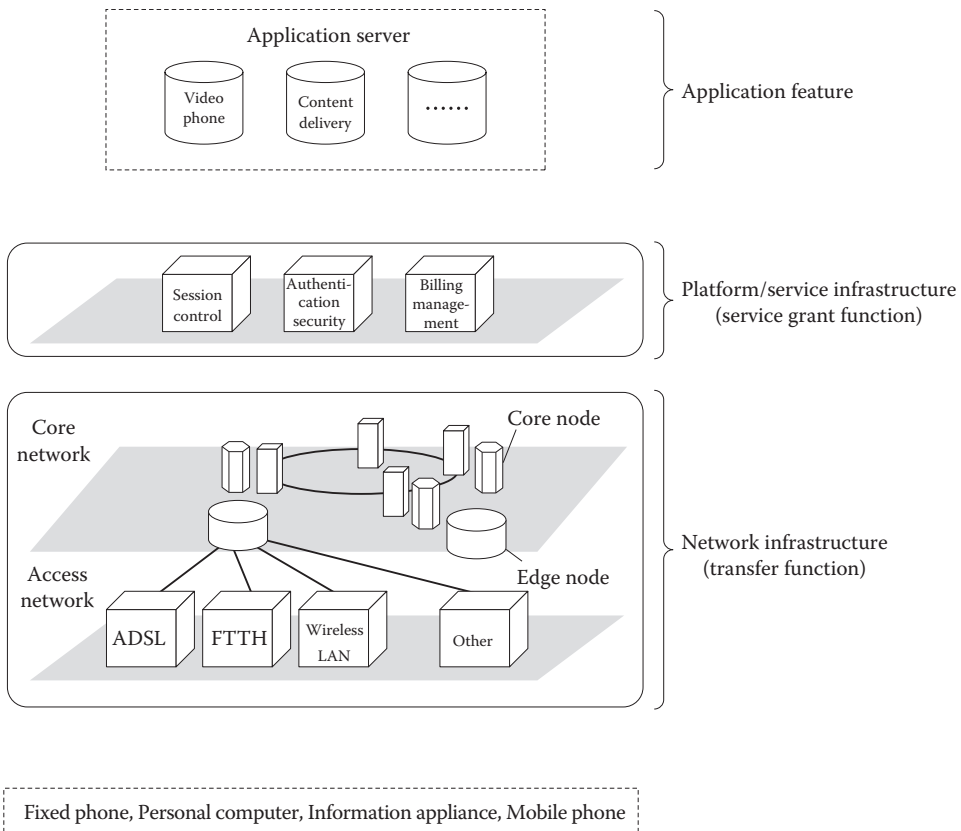 Application server
Video
phone
Content
delivery
......
Application feature
Session
control
Authenti-
cation
security
Billing
manage-
ment
Platform/service infrastructure
(service grant function)
Core
network
Core node
Edge node
Access
network
ADSL
FTTH
Wireless
LAN
Other
Network infrastructure
(transfer function)
Fixed phone, Personal computer, Information appliance, Mobile phone